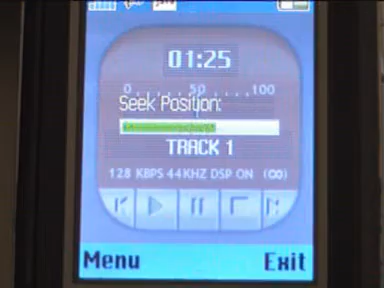 01:25
0 50 100
Seek Position:
TRACK 1
128 KBPS 44KHZ DSP ON (∞)
Menu Exit